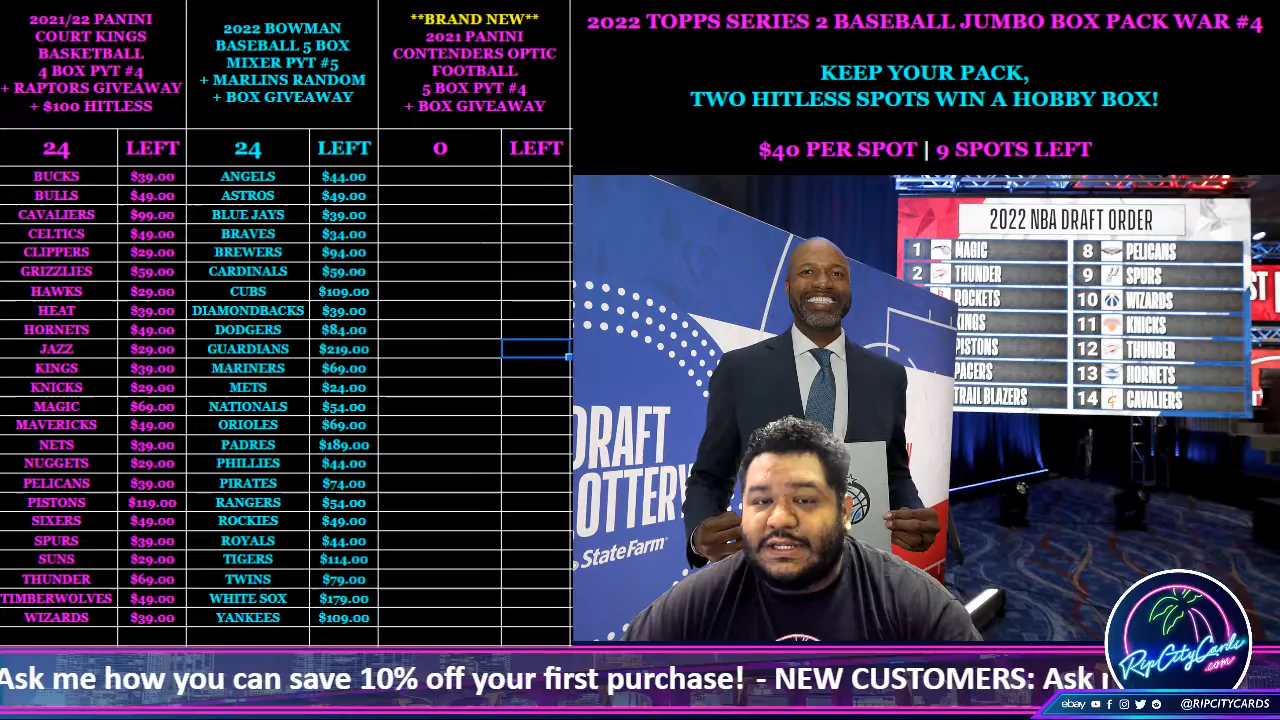 2021/22 PANINI
COURT KINGS
BASKETBALL
4 BOX PYT #4
+ RAPTORS GIVEAWAY
+ $100 HITLESS
2022 BOWMAN
BASEBALL 5 BOX
MIXER PYT #5
+ MARLINS RANDOM
+ BOX GIVEAWAY
**BRAND NEW**
2021 PANINI
CONTENDERS OPTIC
FOOTBALL
5 BOX PYT #4
+ BOX GIVEAWAY
24 LEFT 24 LEFT 0 LEFT
BUCKS $39.00 ANGELS $44.00
BULLS $49.00 ASTROS $49.00
CAVALIERS $99.00 BLUE JAYS $39.00
CELTICS $49.00 BRAVES $34.00
CLIPPERS $29.00 BREWERS $94.00
GRIZZLIES $59.00 CARDINALS $59.00
HAWKS $29.00 CUBS $109.00
HEAT $39.00 DIAMONDBACKS $39.00
HORNETS $49.00 DODGERS $84.00
JAZZ $29.00 GUARDIANS $219.00
KINGS $39.00 MARINERS $69.00
KNICKS $29.00 METS $24.00
MAGIC $69.00 NATIONALS $54.00
MAVERICKS $49.00 ORIOLES $69.00
NETS $39.00 PADRES $189.00
NUGGETS $29.00 PHILLIES $44.00
PELICANS $39.00 PIRATES $74.00
PISTONS $119.00 RANGERS $54.00
SIXERS $49.00 ROCKIES $49.00
SPURS $39.00 ROYALS $44.00
SUNS $29.00 TIGERS $114.00
THUNDER $69.00 TWINS $79.00
TIMBERWOLVES $49.00 WHITE SOX $179.00
WIZARDS $39.00 YANKEES $109.00
2022 TOPPS SERIES 2 BASEBALL JUMBO BOX PACK WAR #4
KEEP YOUR PACK,
TWO HITLESS SPOTS WIN A HOBBY BOX!
$40 PER SPOT | 9 SPOTS LEFT
2022 NBA DRAFT ORDER
1 MAGIC 8 PELICANS
2 THUNDER 9 SPURS
ROCKETS 10 WIZARDS
KINGS 11 KNICKS
PISTONS 12 THUNDER
PACERS 13 HORNETS
TRAIL BLAZERS 14 CAVALIERS
DRAFT
LOTTERY
StateFarm
Ask me how you can save 10% off your first purchase! - NEW CUSTOMERS: Ask
RipCityCards
.com
ebay @RIPCITYCARDS